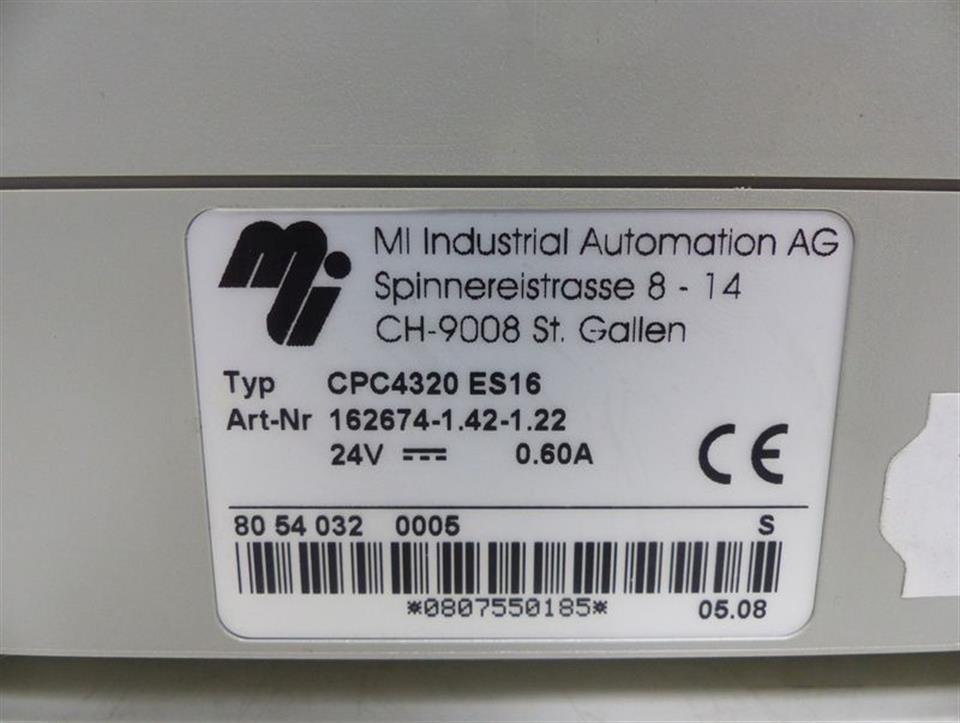 mi
MI Industrial Automation AG
Spinnereistrasse 8 - 14
CH-9008 St. Gallen
Typ CPC4320 ES16
Art-Nr 162674-1.42-1.22
24V 0.60A
CE
80 54 032 0005 S
*0807550185* 05.08